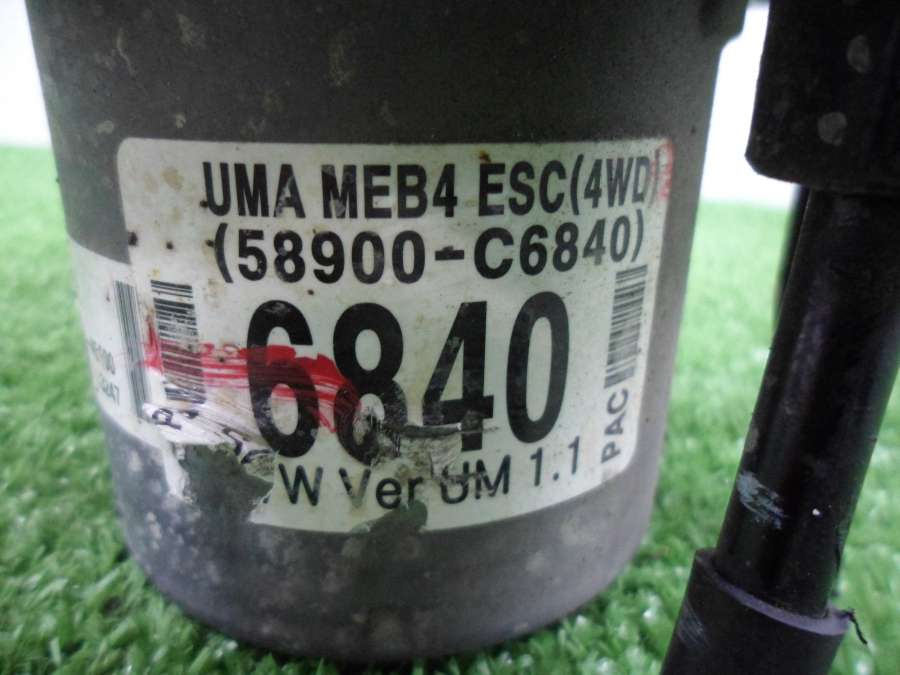 UMA MEB4 ESC(4WD)
(58900-C6840)
6840
W Ver UM 1.1
PAC